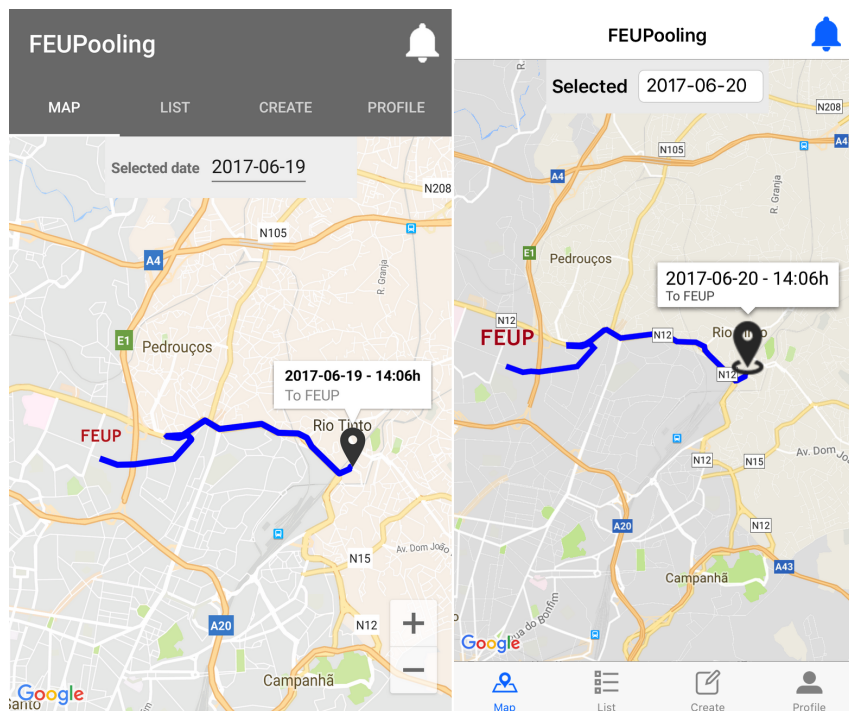 FEUPooling
MAP LIST CREATE PROFILE
Selected date 2017-06-19
N208
N105
R. Granja
A4
E1
Pedrouços
2017-06-19 - 14:06h
To FEUP
FEUP
Rio Tinto
N15
Av. Dom João
A20
N12
+
−
Campanhã
Google
Santo
FEUPooling
Selected 2017-06-20
N208
A4
N105
A4
R. Granja
E1
Pedrouços
2017-06-20 - 14:06h
To FEUP
N12
FEUP
N12
Rio Tinto
N12
Av. Dom Jo
N12
N15
A20
N12
A43
Campanhã
Rua do Bonfim
Google
Map List Create Profile